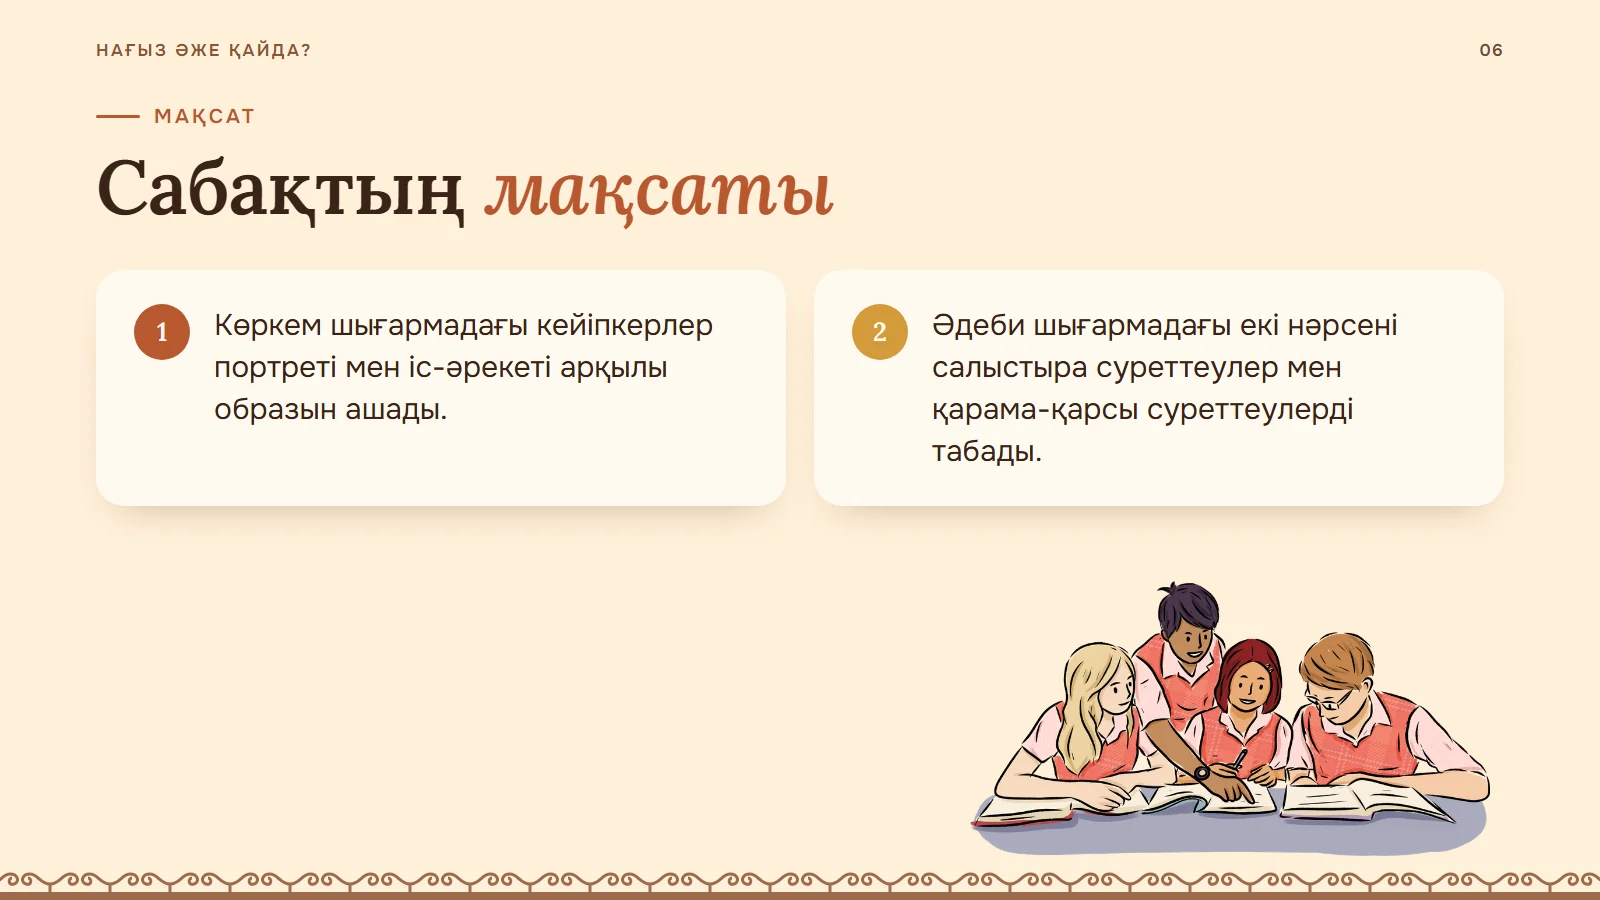 НАҒЫЗ ӘЖЕ ҚАЙДА?
06
МАҚСАТ
Сабақтың мақсаты
1
Көркем шығармадағы кейіпкерлер
портреті мен іс-әрекеті арқылы
образын ашады.
2
Әдеби шығармадағы екі нәрсені
салыстыра суреттеулер мен
қарама-қарсы суреттеулерді
табады.